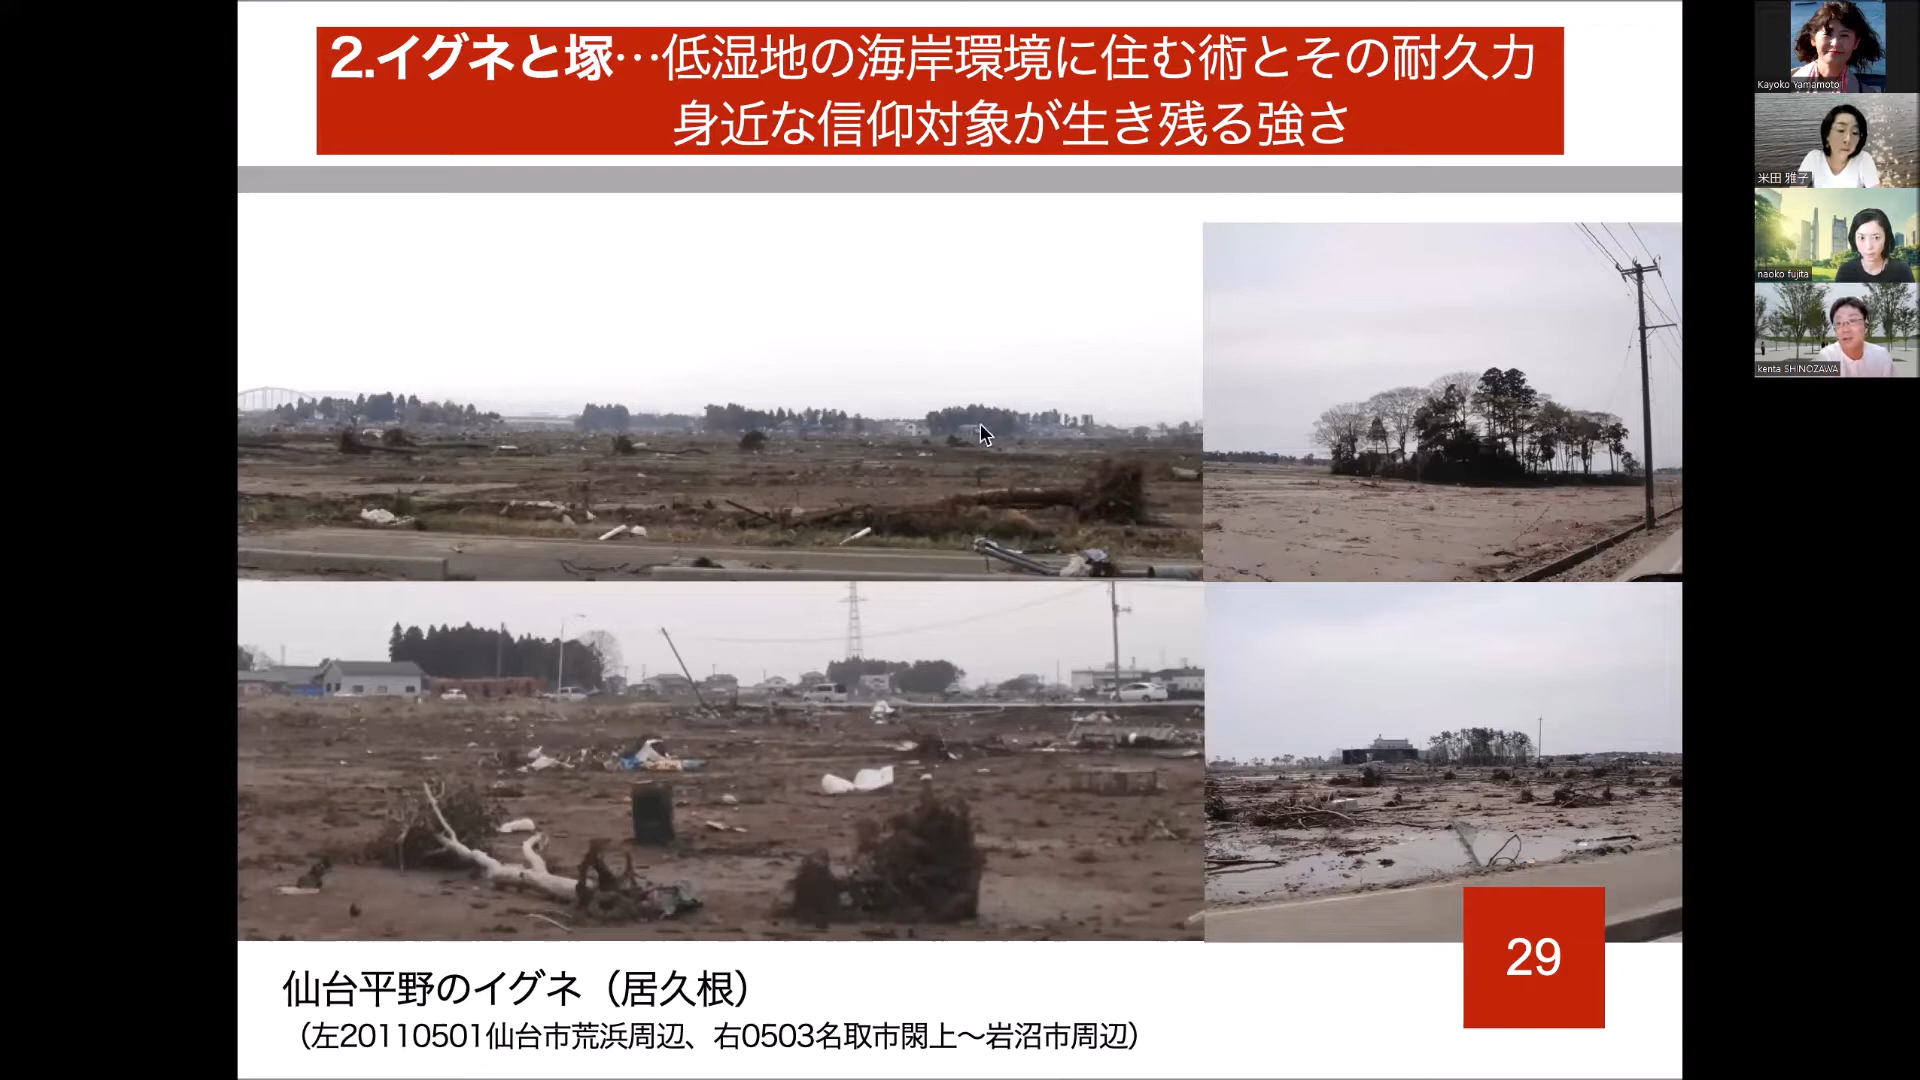 2.イグネと塚…低湿地の海岸環境に住む術とその耐久力
身近な信仰対象が生き残る強さ
仙台平野のイグネ（居久根）
（左20110501仙台市荒浜周辺、右0503名取市閖上〜岩沼市周辺）
29
Kayoko Yamamoto
米田 雅子
naoko fujita
kenta SHINOZAWA